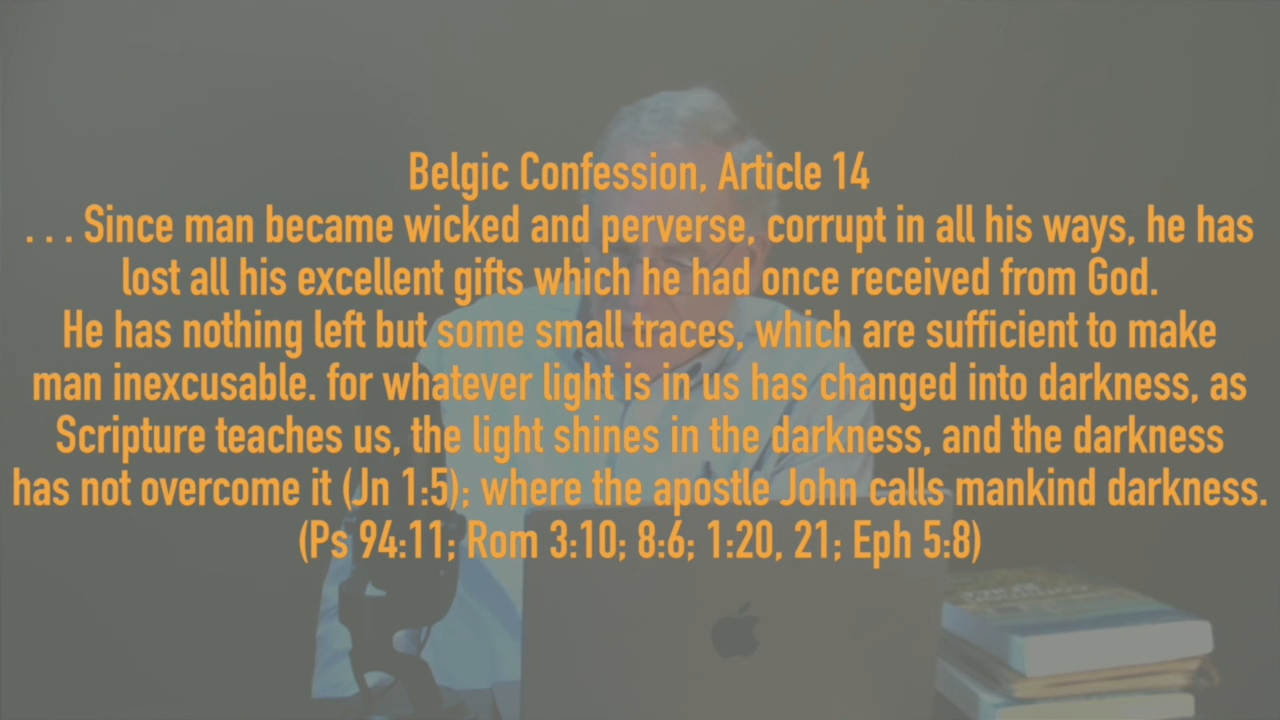 Belgic Confession, Article 14
. . . Since man became wicked and perverse, corrupt in all his ways, he has
lost all his excellent gifts which he had once received from God.
He has nothing left but some small traces, which are sufficient to make
man inexcusable. for whatever light is in us has changed into darkness, as
Scripture teaches us, the light shines in the darkness, and the darkness
has not overcome it (Jn 1:5); where the apostle John calls mankind darkness.
(Ps 94:11; Rom 3:10; 8:6; 1:20, 21; Eph 5:8)